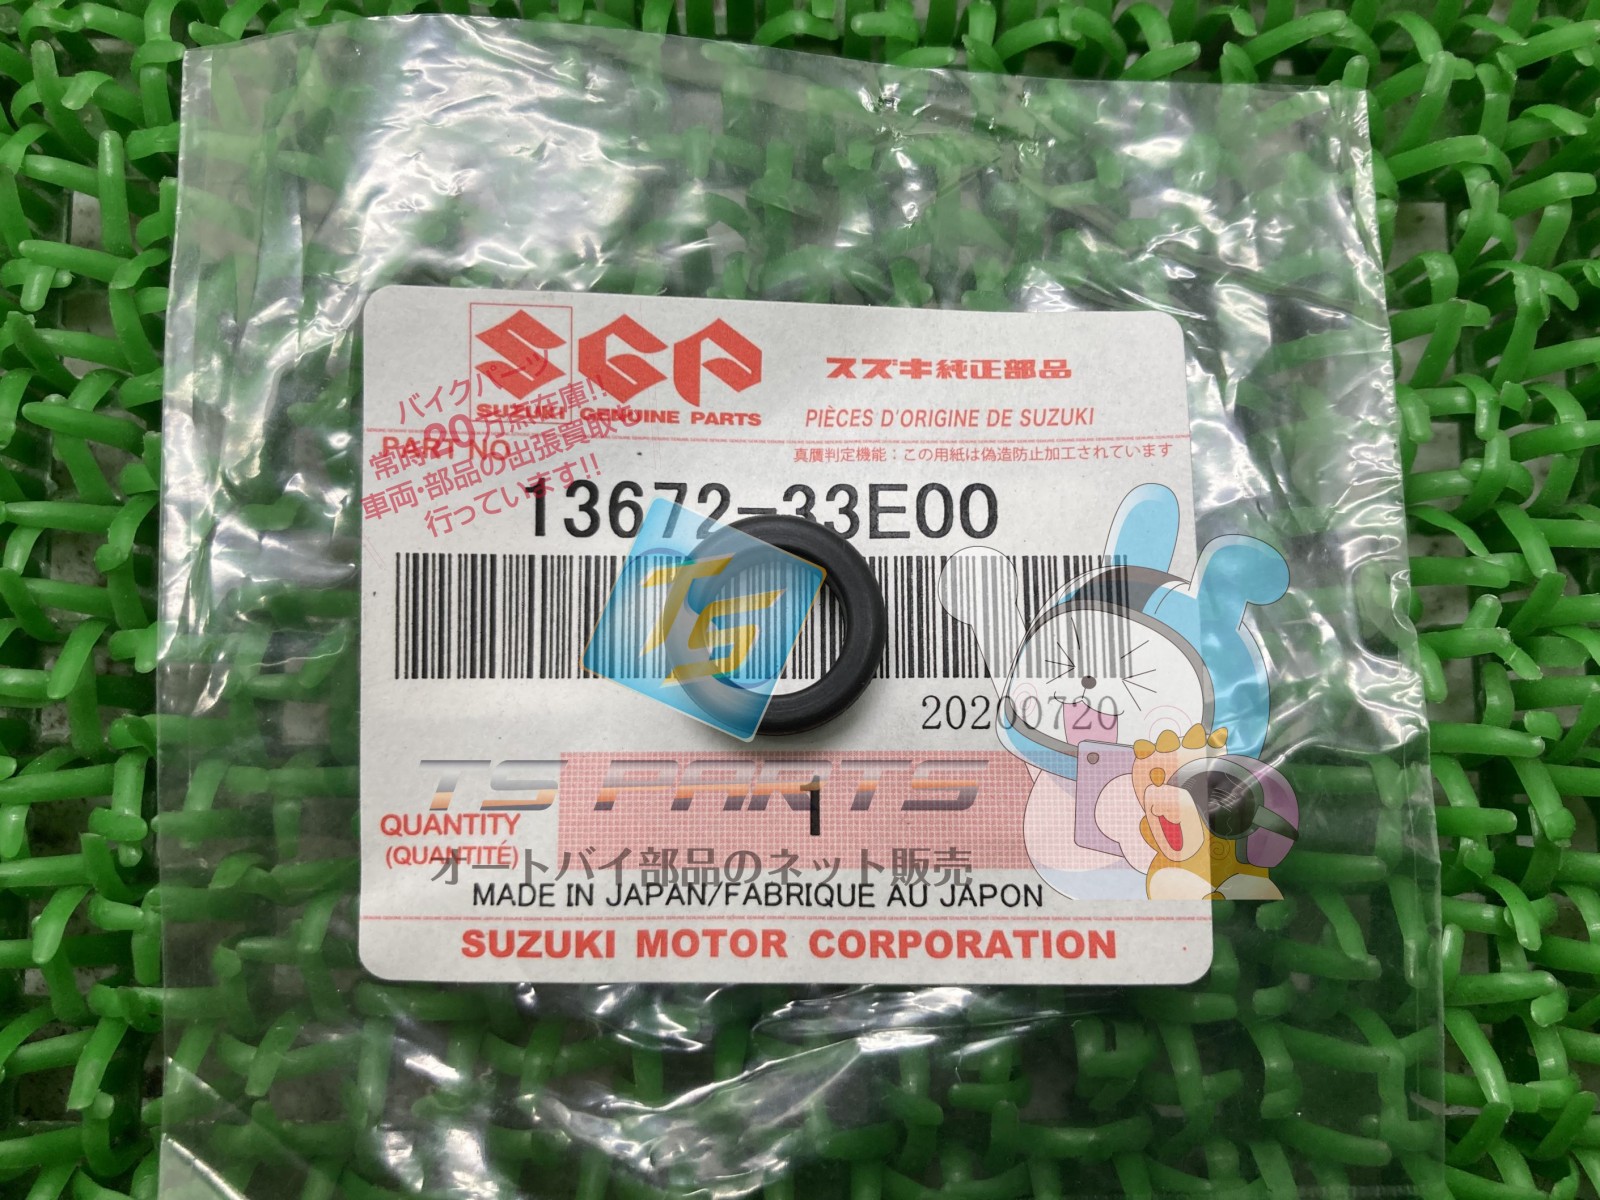 SGP
SUZUKI GENUINE PARTS
スズキ純正部品
PIÈCES D'ORIGINE DE SUZUKI
バイクパーツ
常時20万点在庫!!
車両・部品の出張買取も
行っています!!
PART NO.
真贋判定機能：この用紙は偽造防止加工されています
13672-33E00
TS
20200720
TS PARTS
1
QUANTITY
(QUANTITÉ)
オートバイ部品のネット販売
MADE IN JAPAN/FABRIQUE AU JAPON
SUZUKI MOTOR CORPORATION